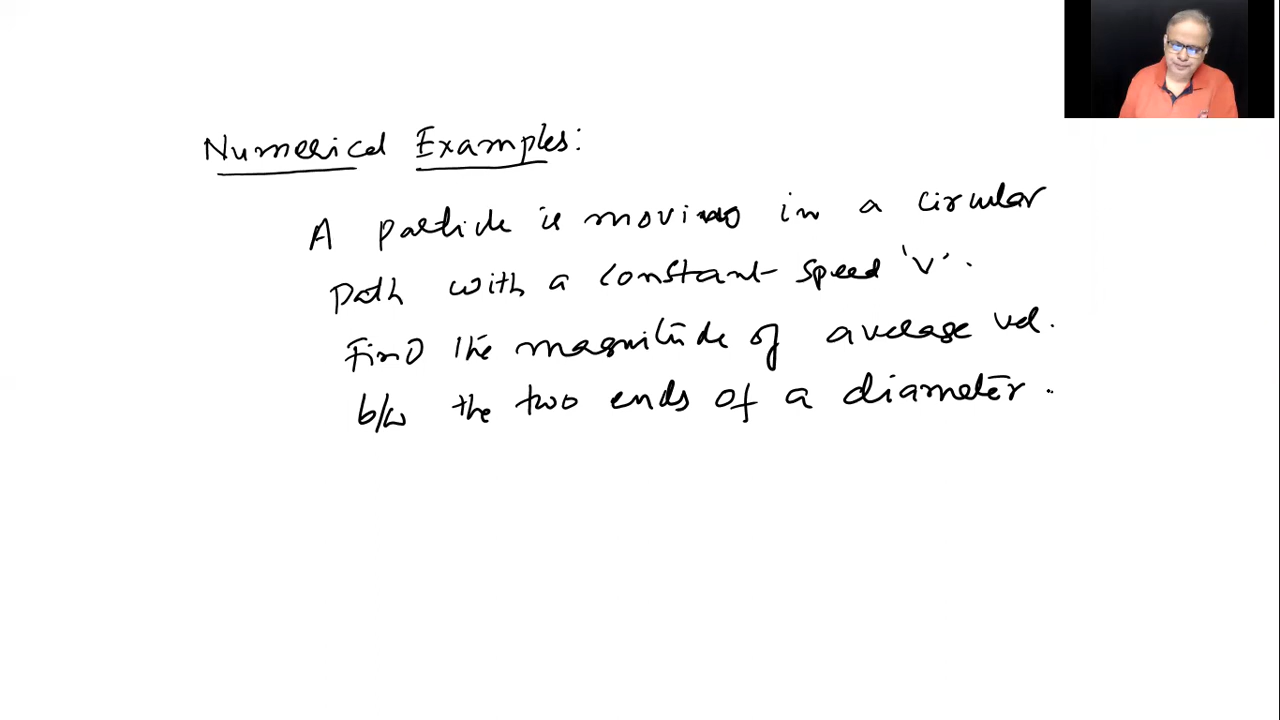 Numerical Examples:
A particle is moving in a circular
path with a constant speed 'v'.
Find the magnitude of average vel.
b/w the two ends of a diameter.